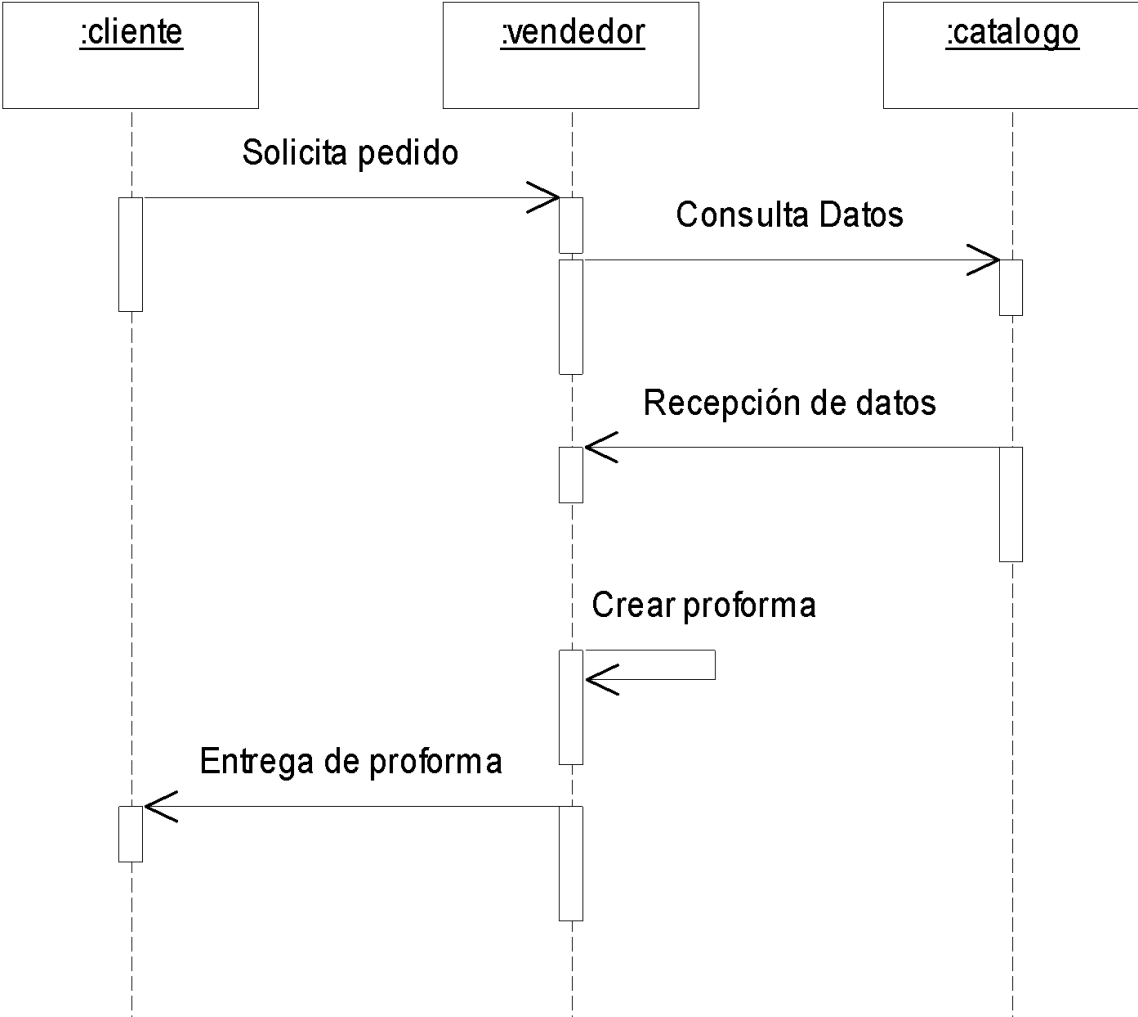 :cliente
:vendedor
:catalogo
Solicita pedido
Consulta Datos
Recepción de datos
Crear proforma
Entrega de proforma